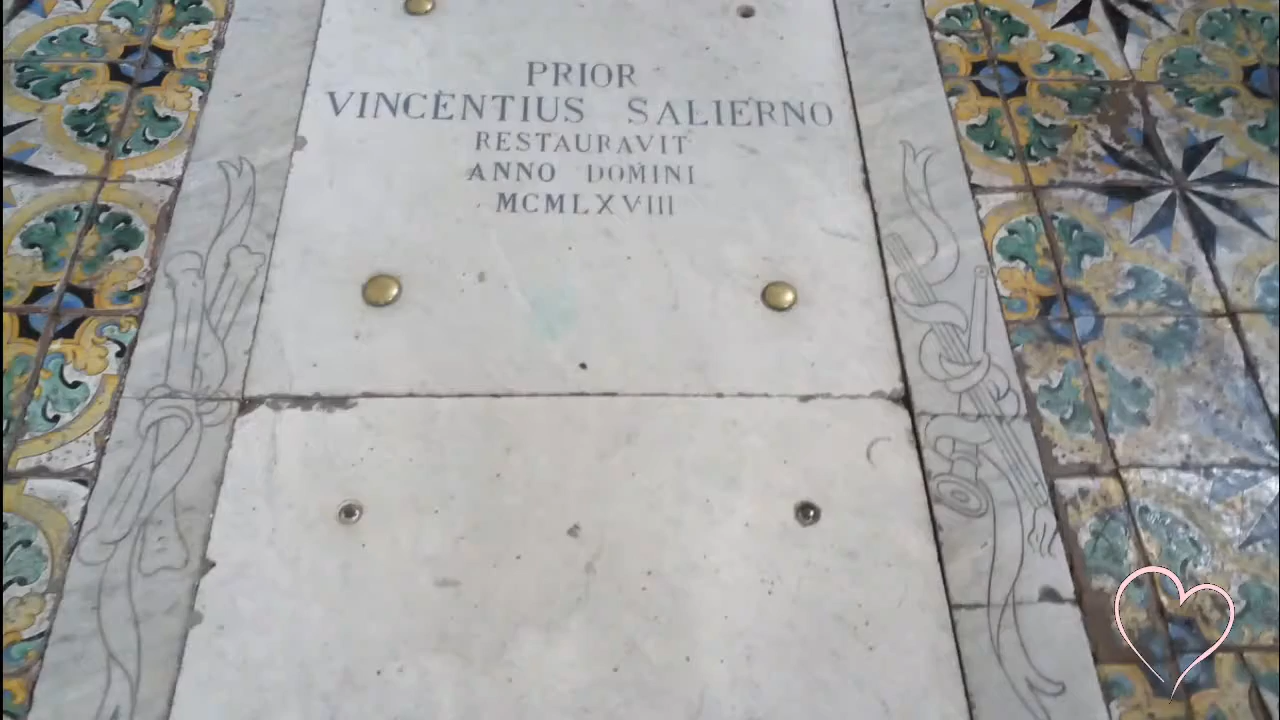 PRIOR
VINCENTIUS SALIERNO
RESTAURAVIT
ANNO DOMINI
MCMLXVIII